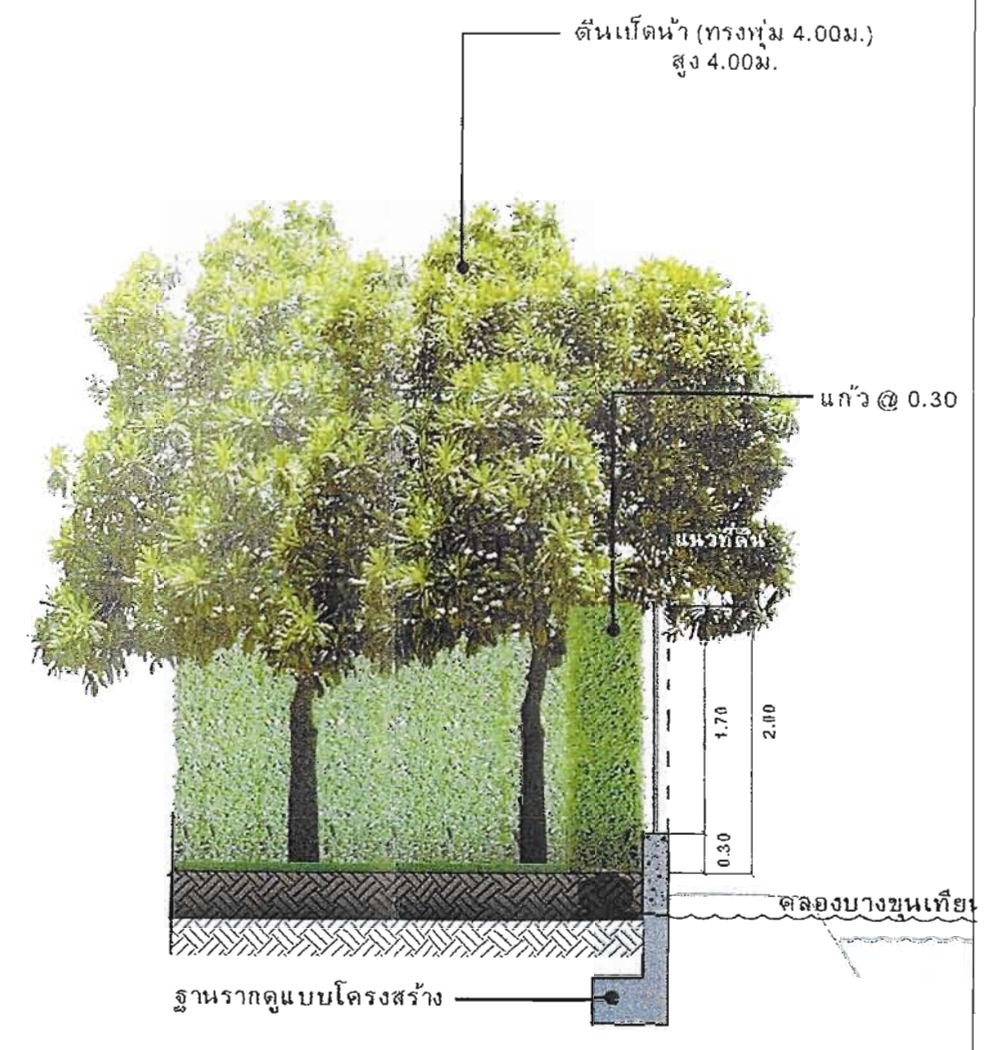 ตีนเป็ดน้ำ (ทรงพุ่ม 4.00ม.)
สูง 4.00ม.
แก้ว @ 0.30
แนวที่ดิน
1.70
2.00
0.30
คลองบางขุนเทียน
ฐานรากดูแบบโครงสร้าง